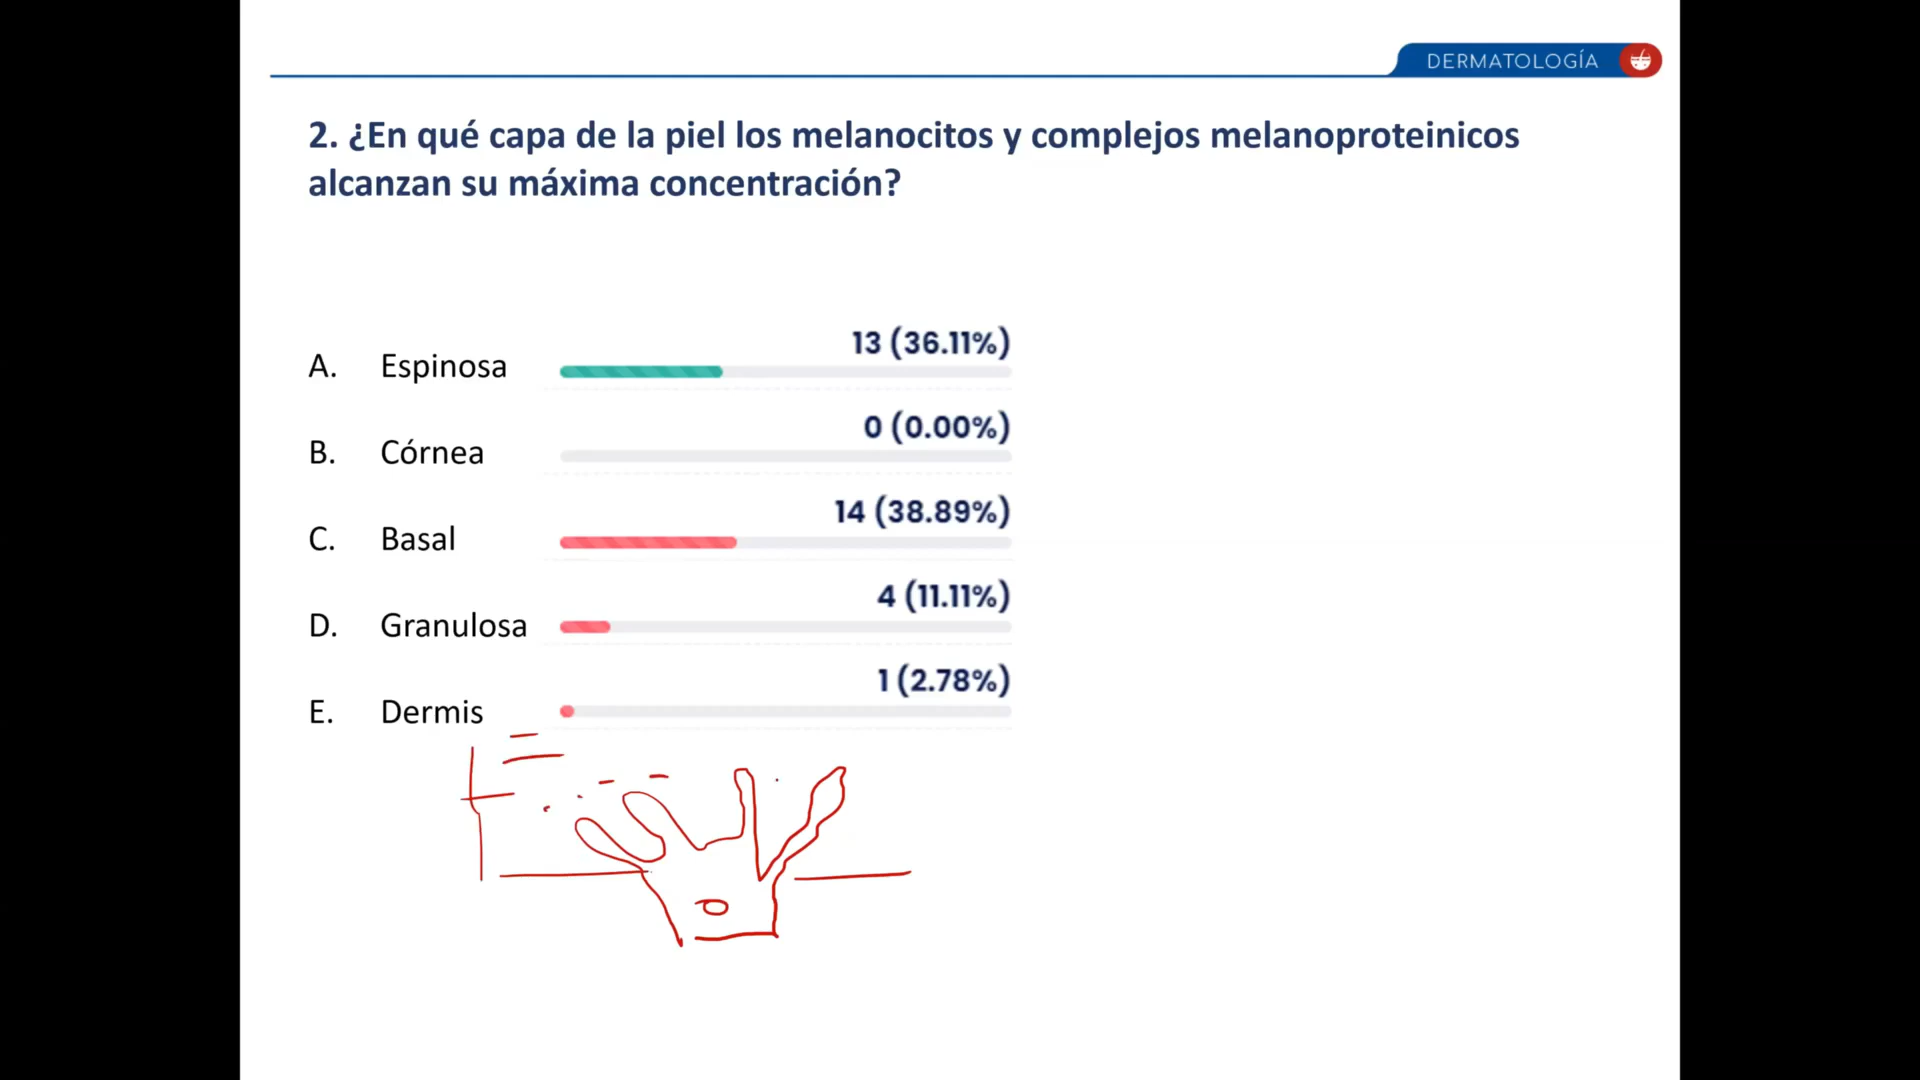 DERMATOLOGÍA
2. ¿En qué capa de la piel los melanocitos y complejos melanoproteinicos
alcanzan su máxima concentración?
13 (36.11%)
A. Espinosa
0 (0.00%)
B. Córnea
14 (38.89%)
C. Basal
4 (11.11%)
D. Granulosa
1 (2.78%)
E. Dermis